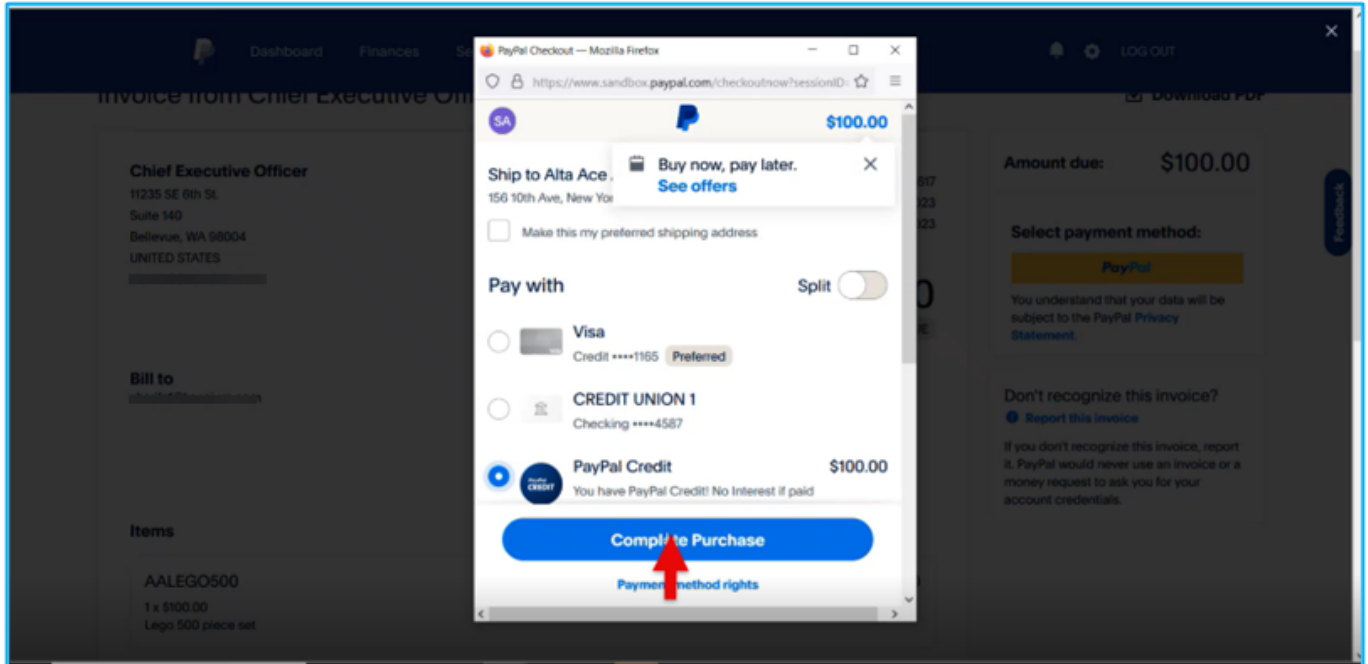 Dashboard Finances Se
LOG OUT
Invoice from Chief Executive Offi
Download PDF
PayPal Checkout — Mozilla Firefox
https://www.sandbox.paypal.com/checkoutnow?sessionID=
SA
$100.00
Buy now, pay later.
See offers
Ship to Alta Ace
156 10th Ave, New Yor
Make this my preferred shipping address
Pay with
Split
Visa
Credit ••••1165 Preferred
CREDIT UNION 1
Checking ••••4587
PayPal CREDIT
PayPal Credit $100.00
You have PayPal Credit! No Interest if paid
Complete Purchase
Payment method rights
Chief Executive Officer
11235 SE 6th St.
Suite 140
Bellevue, WA 98004
UNITED STATES
Bill to
Items
AALEGO500
1 x $100.00
Lego 500 piece set
Amount due: $100.00
Select payment method:
PayPal
You understand that your data will be
subject to the PayPal Privacy
Statement.
Don't recognize this invoice?
Report this invoice
If you don't recognize this invoice, report
it. PayPal would never use an invoice or a
money request to ask you for your
account credentials.
Feedback